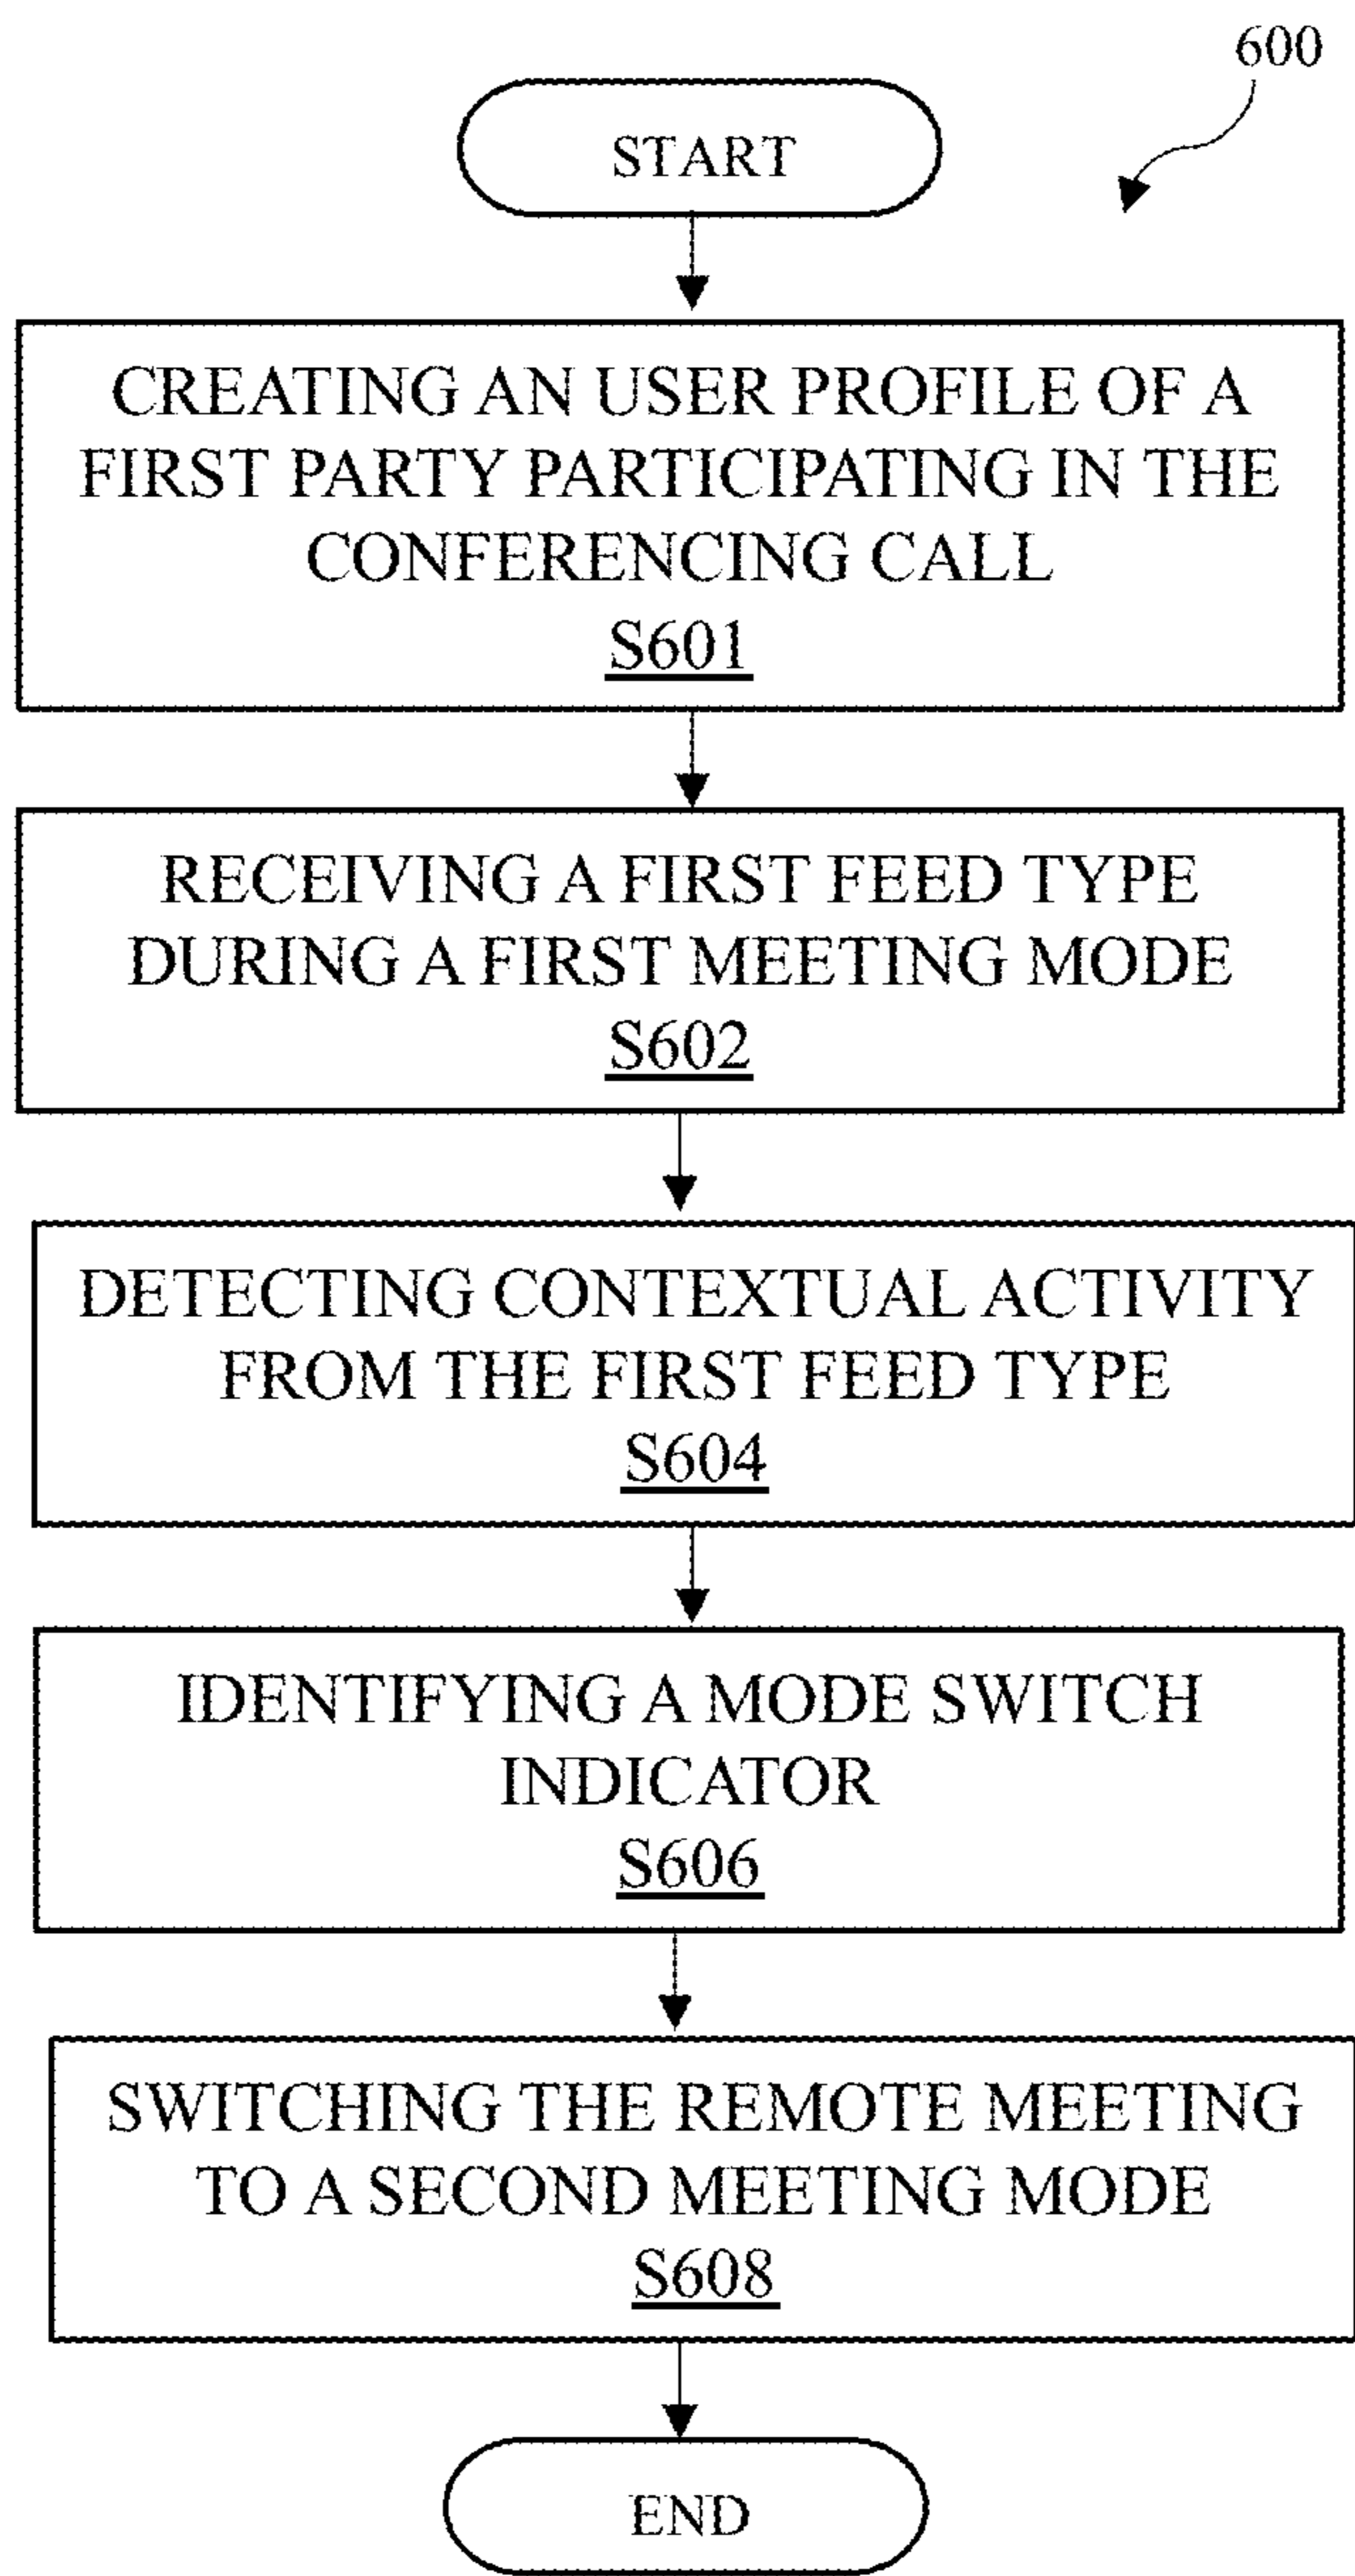 600
START
CREATING AN USER PROFILE OF A
FIRST PARTY PARTICIPATING IN THE
CONFERENCING CALL
S601
RECEIVING A FIRST FEED TYPE
DURING A FIRST MEETING MODE
S602
DETECTING CONTEXTUAL ACTIVITY
FROM THE FIRST FEED TYPE
S604
IDENTIFYING A MODE SWITCH
INDICATOR
S606
SWITCHING THE REMOTE MEETING
TO A SECOND MEETING MODE
S608
END